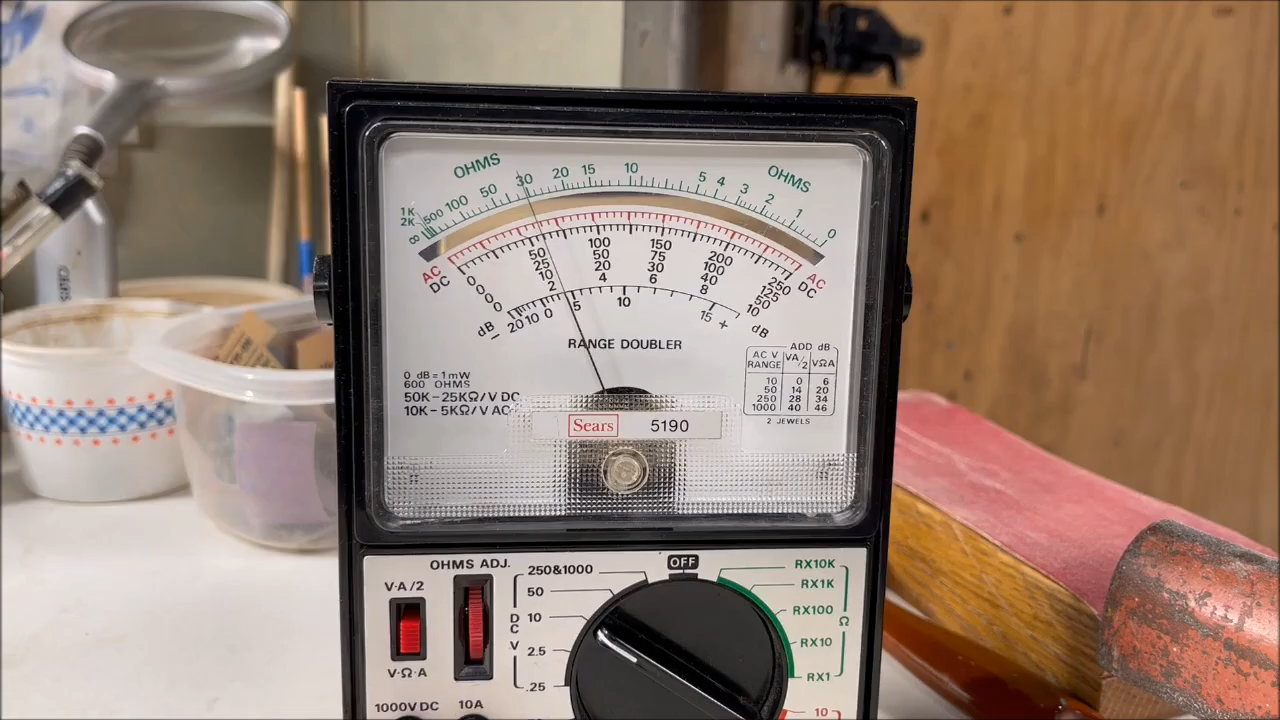 OHMS OHMS
∞ 2K 1K 500 100 50 30 20 15 10 5 4 3 2 1 0
AC AC
DC DC
0 50 100 150 200 250
0 25 50 75 100 125
0 10 20 30 40 50
0 2 4 6 8 10
dB - 20 10 0 5 10 15 + dB
RANGE DOUBLER
0 dB = 1mW
600 OHMS
50K - 25KΩ/V DC
10K - 5KΩ/V AC
ADD dB
AC V RANGE VA/2 VΩA
10 0 6
50 14 20
250 28 34
1000 40 46
2 JEWELS
Sears 5190
OHMS ADJ.
V·A/2
V·Ω·A
1000V DC
10A
OFF
250&1000
50
10
2.5
.25
DC V
RX10K
RX1K
RX100
RX10
RX1
Ω
10